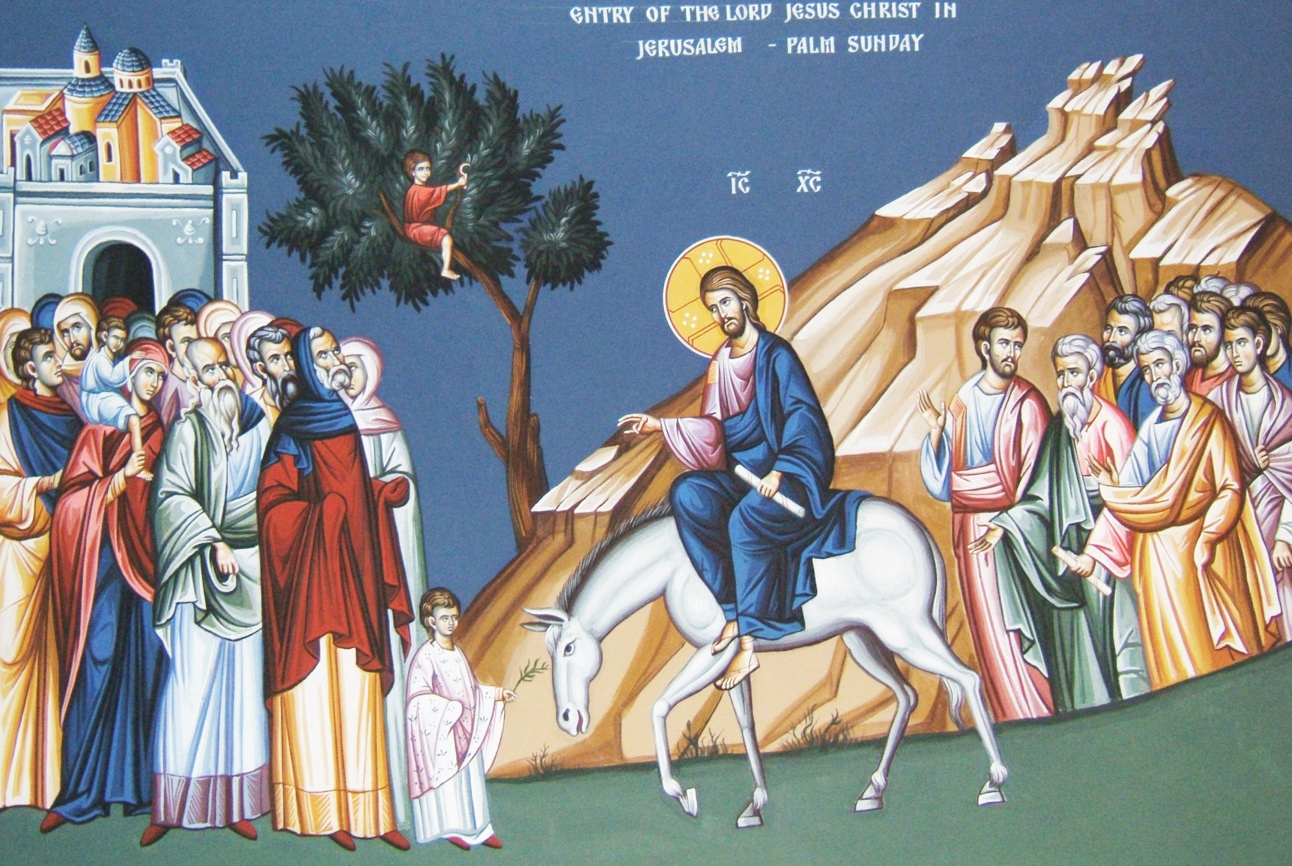 ENTRY OF THE LORD JESUS CHRIST IN
JERUSALEM - PALM SUNDAY
IC XC